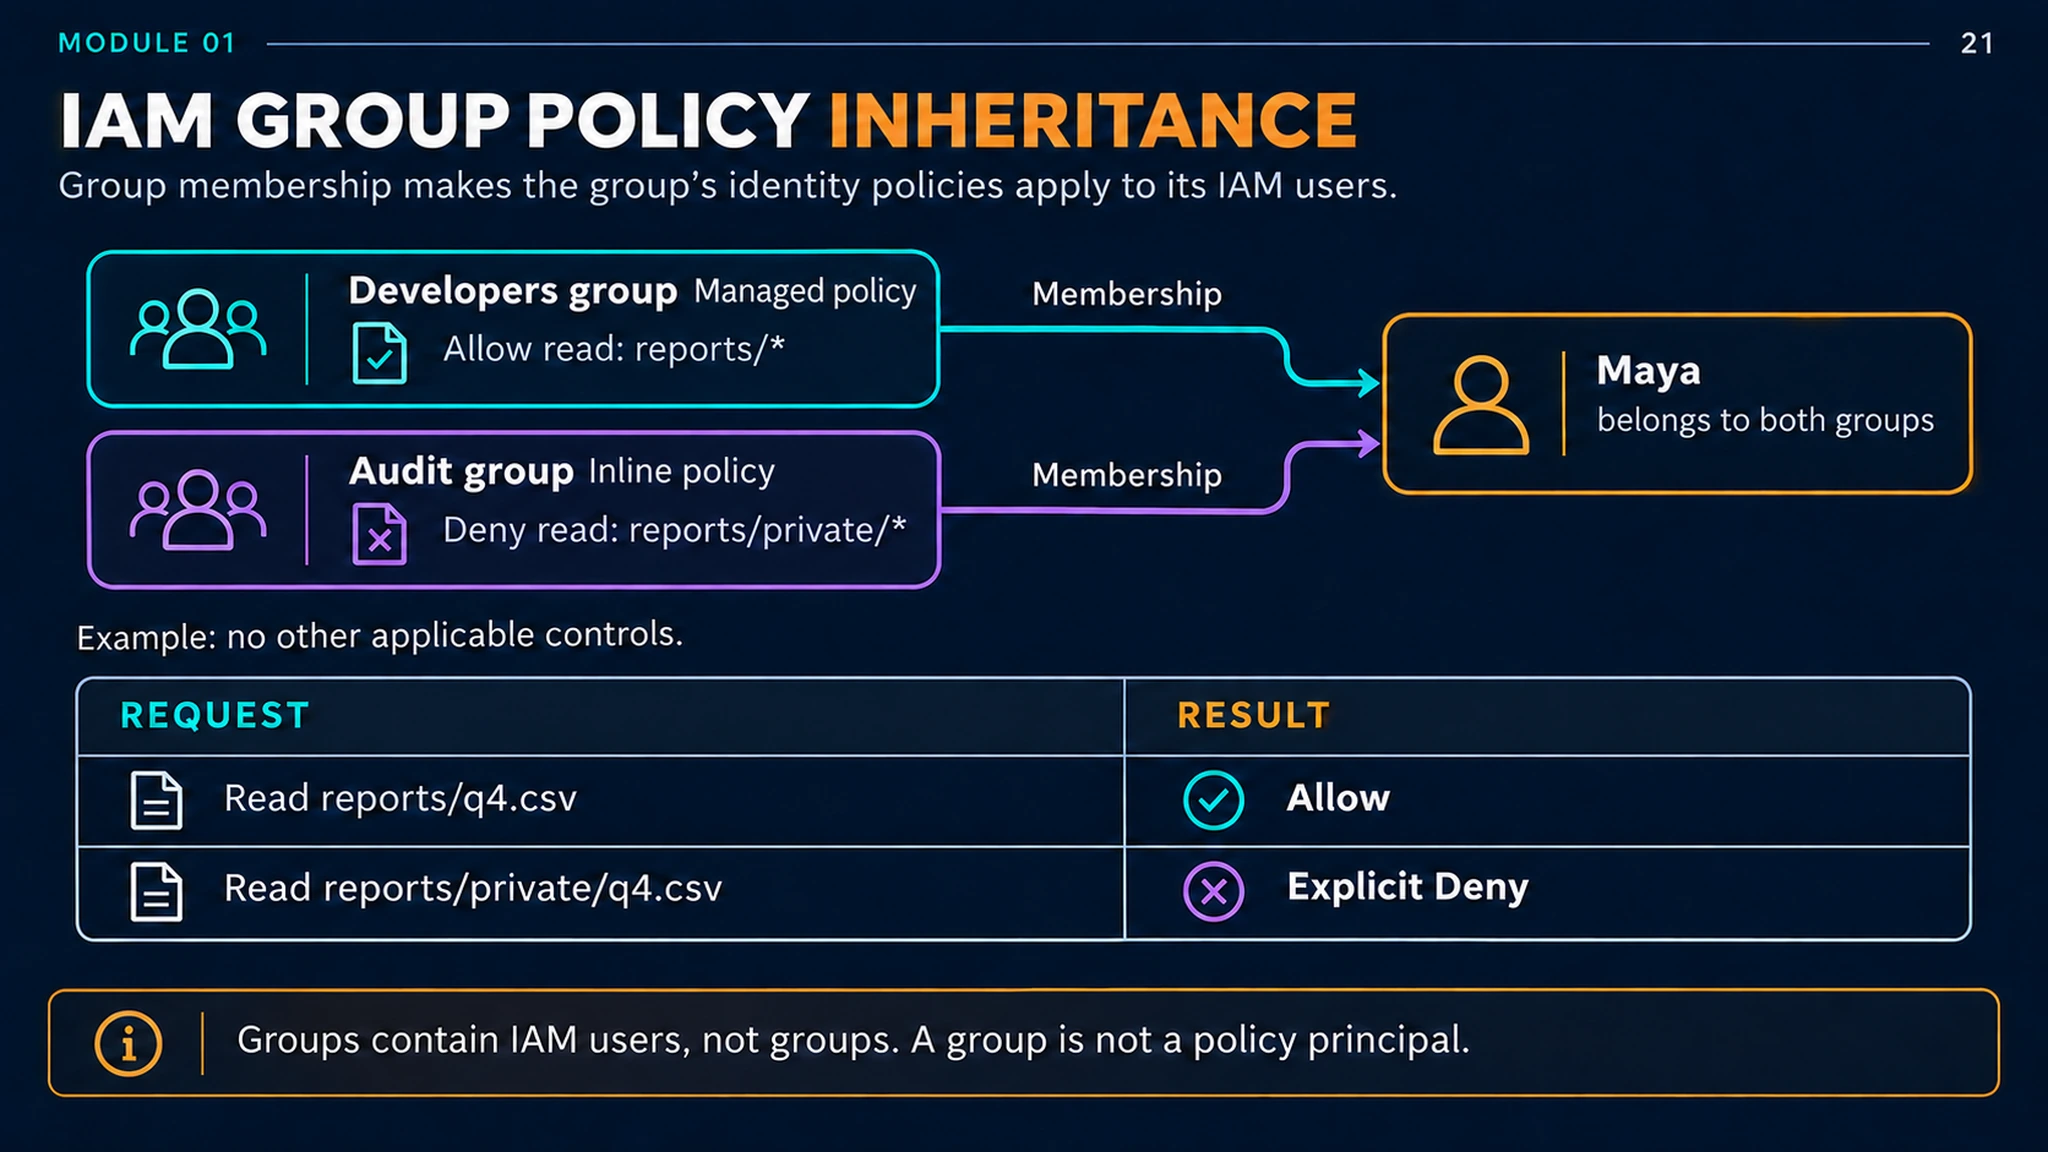 MODULE 01
21
IAM GROUP POLICY INHERITANCE
Group membership makes the group’s identity policies apply to its IAM users.
Developers group Managed policy
Allow read: reports/*
Membership
Audit group Inline policy
Deny read: reports/private/*
Membership
Maya
belongs to both groups
Example: no other applicable controls.
REQUEST
RESULT
Read reports/q4.csv
Allow
Read reports/private/q4.csv
Explicit Deny
Groups contain IAM users, not groups. A group is not a policy principal.